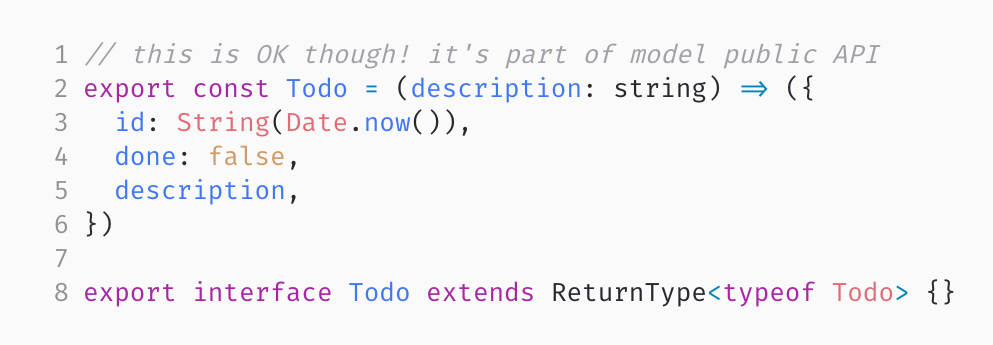 1 // this is OK though! it's part of model public API
2 export const Todo = (description: string) => ({
3   id: String(Date.now()),
4   done: false,
5   description,
6 })
7
8 export interface Todo extends ReturnType<typeof Todo> {}